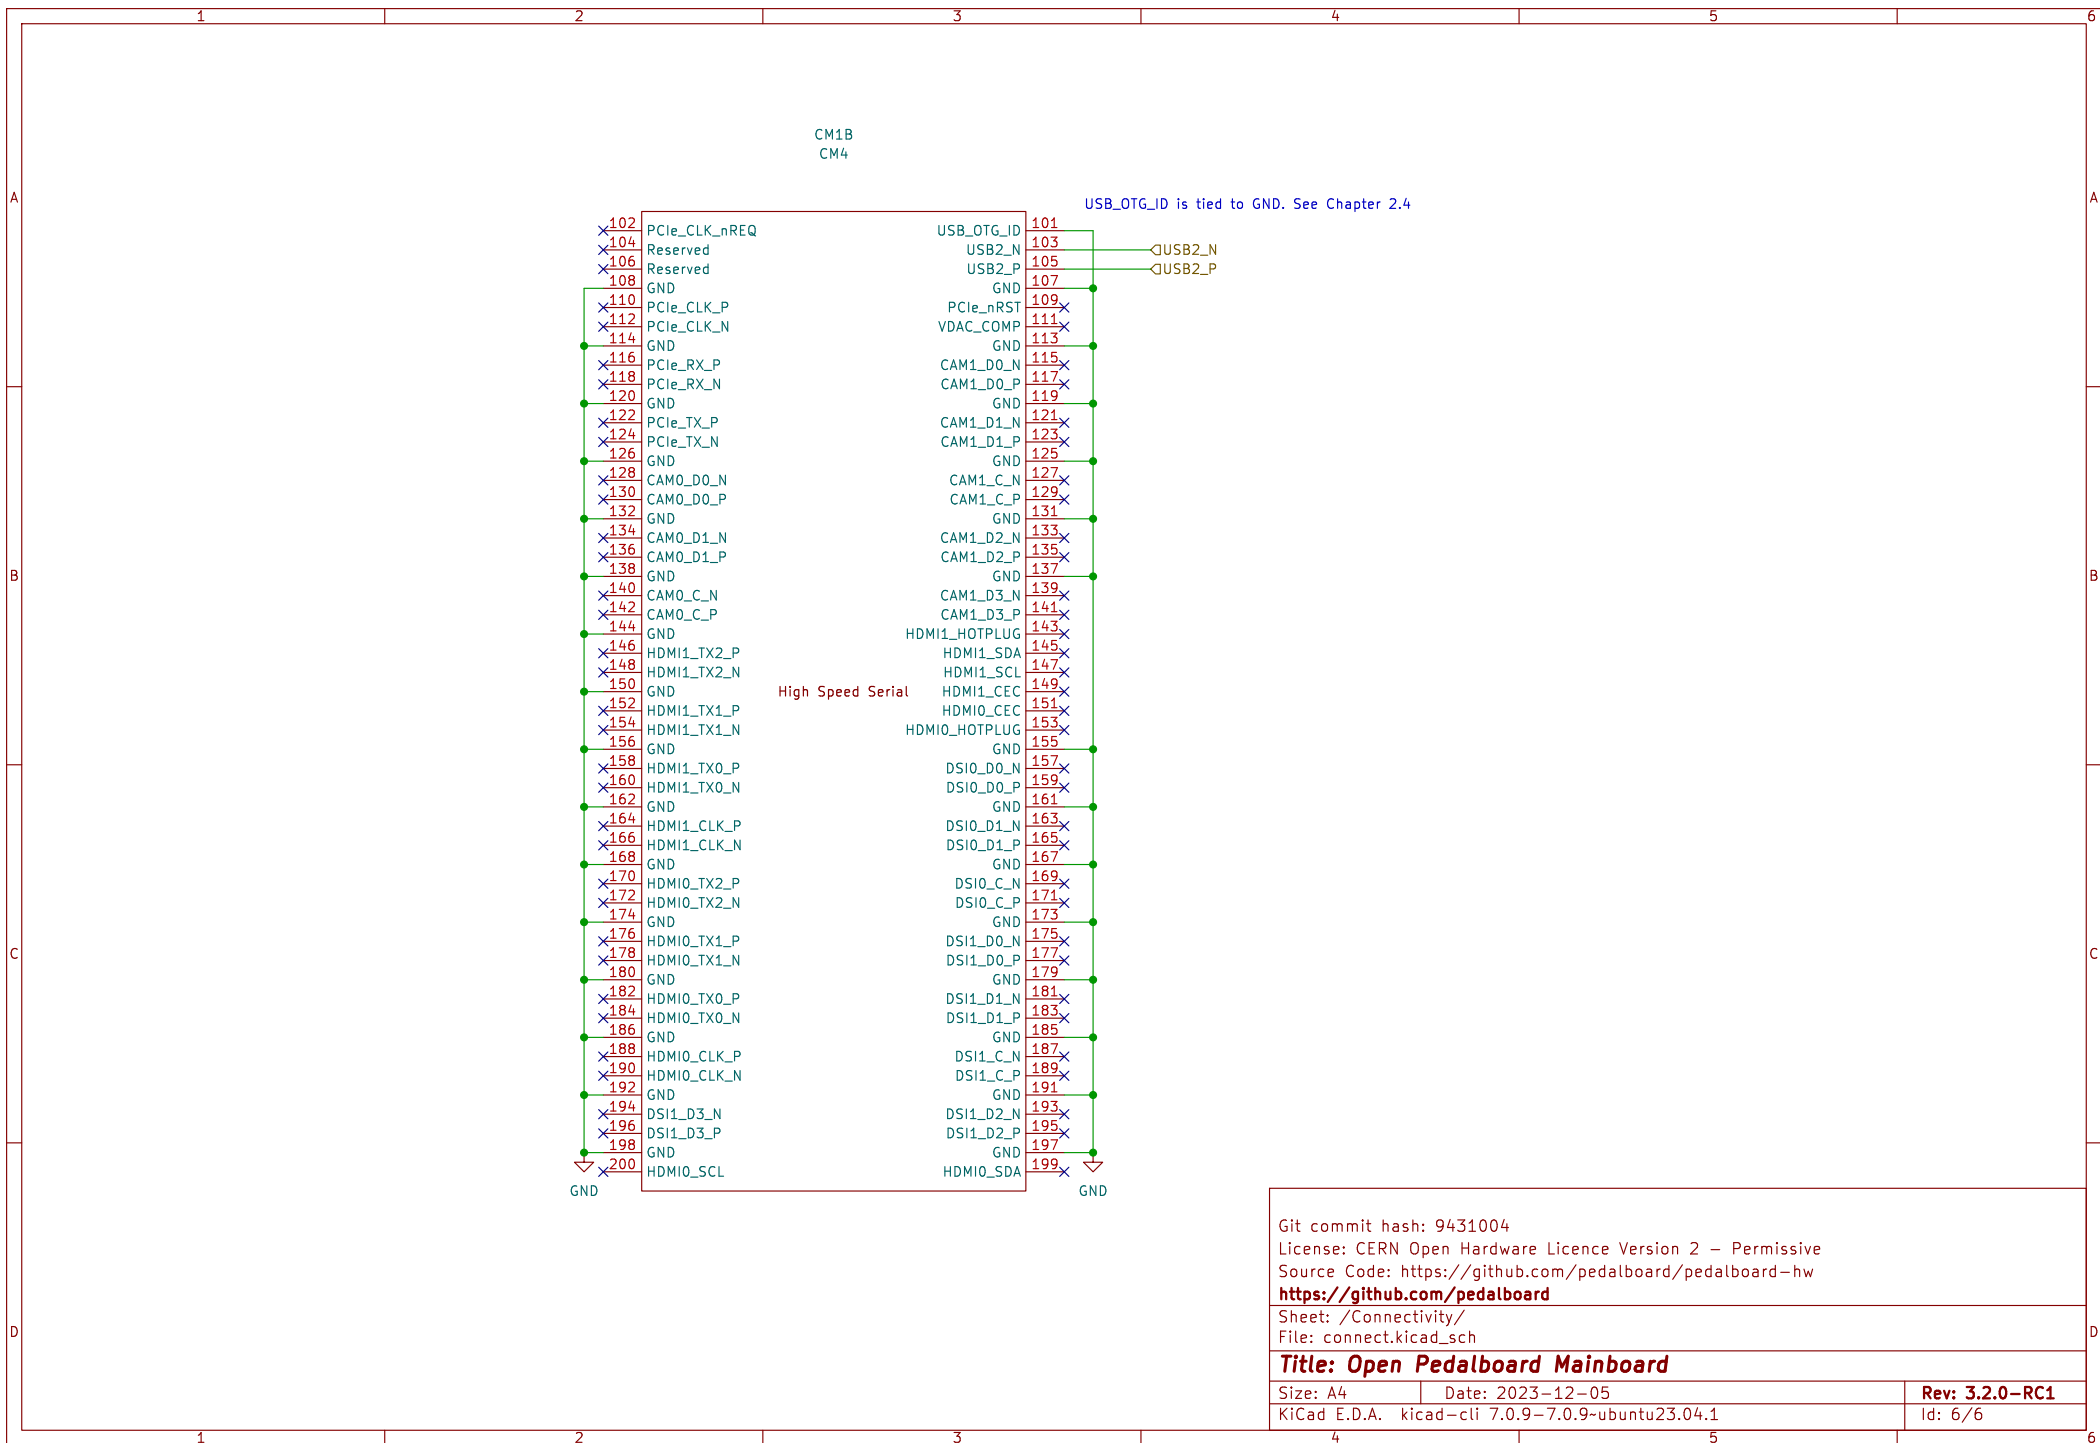 1 2 3 4 5 6
CM1B
CM4
A A
USB_OTG_ID is tied to GND. See Chapter 2.4
102 PCIe_CLK_nREQ USB_OTG_ID 101
104 Reserved USB2_N 103 USB2_N
106 Reserved USB2_P 105 USB2_P
108 GND GND 107
110 PCIe_CLK_P PCIe_nRST 109
112 PCIe_CLK_N VDAC_COMP 111
114 GND GND 113
116 PCIe_RX_P CAM1_D0_N 115
118 PCIe_RX_N CAM1_D0_P 117
120 GND GND 119
122 PCIe_TX_P CAM1_D1_N 121
124 PCIe_TX_N CAM1_D1_P 123
126 GND GND 125
128 CAM0_D0_N CAM1_C_N 127
130 CAM0_D0_P CAM1_C_P 129
132 GND GND 131
134 CAM0_D1_N CAM1_D2_N 133
136 CAM0_D1_P CAM1_D2_P 135
B 138 GND GND 137 B
140 CAM0_C_N CAM1_D3_N 139
142 CAM0_C_P CAM1_D3_P 141
144 GND HDMI1_HOTPLUG 143
146 HDMI1_TX2_P HDMI1_SDA 145
148 HDMI1_TX2_N HDMI1_SCL 147
150 GND High Speed Serial HDMI1_CEC 149
152 HDMI1_TX1_P HDMI0_CEC 151
154 HDMI1_TX1_N HDMI0_HOTPLUG 153
156 GND GND 155
158 HDMI1_TX0_P DSI0_D0_N 157
160 HDMI1_TX0_N DSI0_D0_P 159
162 GND GND 161
164 HDMI1_CLK_P DSI0_D1_N 163
166 HDMI1_CLK_N DSI0_D1_P 165
168 GND GND 167
170 HDMI0_TX2_P DSI0_C_N 169
172 HDMI0_TX2_N DSI0_C_P 171
174 GND GND 173
176 HDMI0_TX1_P DSI1_D0_N 175
C 178 HDMI0_TX1_N DSI1_D0_P 177 C
180 GND GND 179
182 HDMI0_TX0_P DSI1_D1_N 181
184 HDMI0_TX0_N DSI1_D1_P 183
186 GND GND 185
188 HDMI0_CLK_P DSI1_C_N 187
190 HDMI0_CLK_N DSI1_C_P 189
192 GND GND 191
194 DSI1_D3_N DSI1_D2_N 193
196 DSI1_D3_P DSI1_D2_P 195
198 GND GND 197
200 HDMI0_SCL HDMI0_SDA 199
GND GND
Git commit hash: 9431004
License: CERN Open Hardware Licence Version 2 - Permissive
Source Code: https://github.com/pedalboard/pedalboard-hw
https://github.com/pedalboard
Sheet: /Connectivity/
D D
File: connect.kicad_sch
Title: Open Pedalboard Mainboard
Size: A4 Date: 2023-12-05 Rev: 3.2.0-RC1
KiCad E.D.A. kicad-cli 7.0.9-7.0.9~ubuntu23.04.1 Id: 6/6
1 2 3 4 5 6